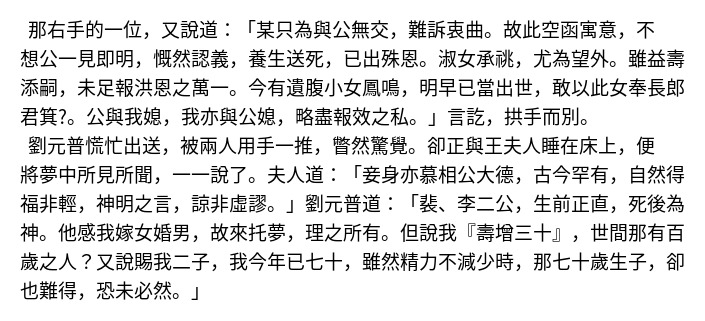 那右手的一位，又說道：「某只為與公無交，難訴衷曲。故此空函寓意，不
想公一見即明，慨然認義，養生送死，已出殊恩。淑女承祧，尤為望外。雖益壽
添嗣，未足報洪恩之萬一。今有遺腹小女鳳鳴，明早已當出世，敢以此女奉長郎
君箕?。公與我媳，我亦與公媳，略盡報效之私。」言訖，拱手而別。
劉元普慌忙出送，被兩人用手一推，瞥然驚覺。卻正與王夫人睡在床上，便
將夢中所見所聞，一一說了。夫人道：「妾身亦慕相公大德，古今罕有，自然得
福非輕，神明之言，諒非虛謬。」劉元普道：「裴、李二公，生前正直，死後為
神。他感我嫁女婚男，故來托夢，理之所有。但說我『壽增三十』，世間那有百
歲之人？又說賜我二子，我今年已七十，雖然精力不減少時，那七十歲生子，卻
也難得，恐未必然。」